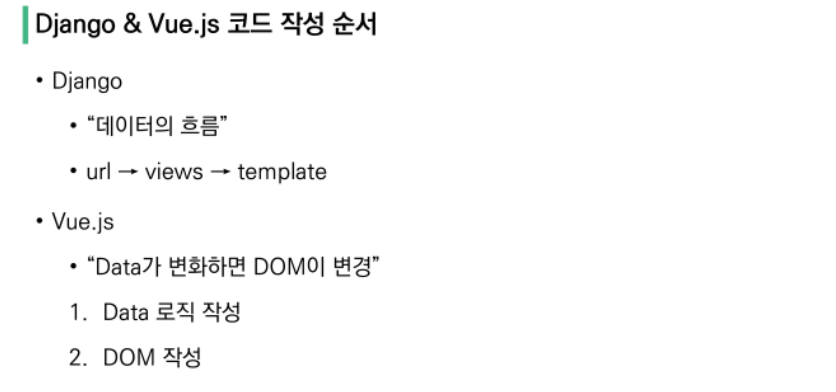 Django & Vue.js 코드 작성 순서
• Django
• “데이터의 흐름”
• url → views → template
• Vue.js
• “Data가 변화하면 DOM이 변경”
1. Data 로직 작성
2. DOM 작성